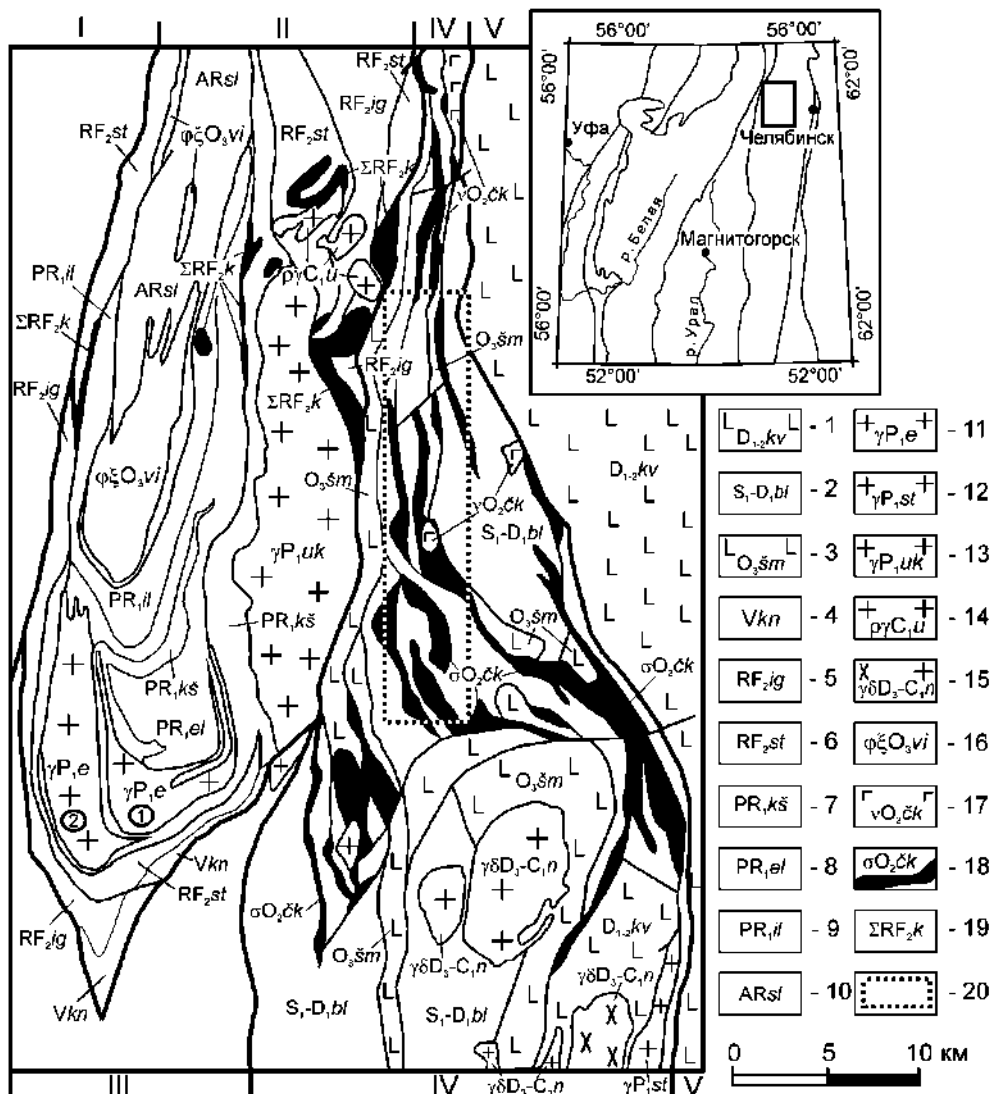 I II IV V
RF₂st
ARsl
φξO₃vi
RF₂st
RF₂st
RF₂ig
ΣRF₂k
νO₂čk
ΣRF₂k
PR₁il
ARsl
ργC₁u
ΣRF₂k
O₃šm
RF₂ig
RF₂ig
ΣRF₂k
φξO₃vi
O₃šm
D₁₋₂kv
νO₂čk
S₁-D₁bl
γP₁uk
PR₁il
PR₁kš
O₃šm
PR₁kš
σO₂čk
σO₂čk
PR₁el
γP₁e
γP₁e
O₃šm
2 1
Vkn
RF₂st
γδD₃-C₁n
γδD₃-C₁n
RF₂ig
σO₂čk
D₁₋₂kv
O₃šm
γδD₃-C₁n
Vkn
S₁-D₁bl
S₁-D₁bl
γδD₃-C₁n
γP₁st
III IV V
56°00' 56°00'
56°00' 62°00'
Уфа
Челябинск
р. Белая
Магнитогорск
р. Урал
56°00' 62°00'
52°00' 52°00'
D₁₋₂kv - 1
S₁-D₁bl - 2
O₃šm - 3
Vkn - 4
RF₂ig - 5
RF₂st - 6
PR₁kš - 7
PR₁el - 8
PR₁il - 9
ARsl - 10
γP₁e - 11
γP₁st - 12
γP₁uk - 13
ργC₁u - 14
γδD₃-C₁n - 15
φξO₃vi - 16
νO₂čk - 17
σO₂čk - 18
ΣRF₂k - 19
- 20
0 5 10 км